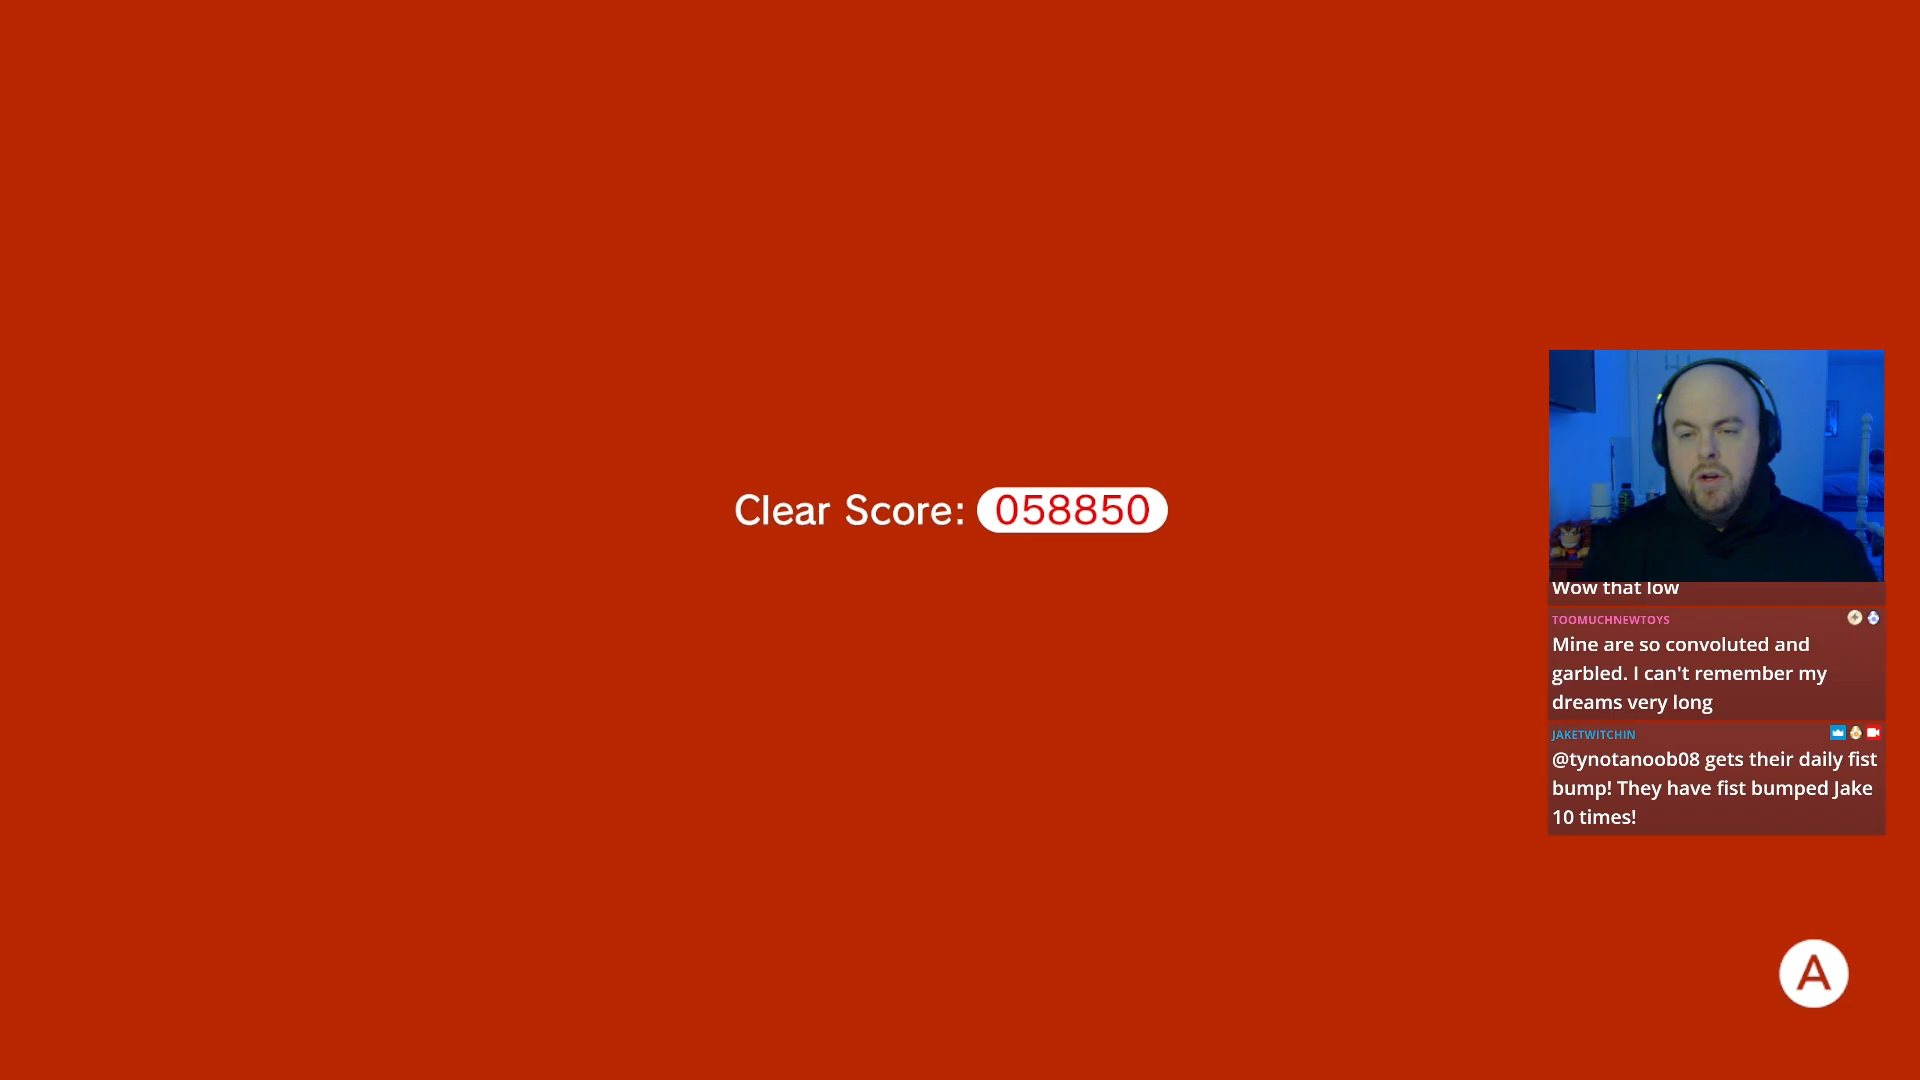 Clear Score: 058850
Wow that low
TOOMUCHNEWTOYS
Mine are so convoluted and
garbled. I can't remember my
dreams very long
JAKETWITCHIN
@tynotanoob08 gets their daily fist
bump! They have fist bumped Jake
10 times!
A